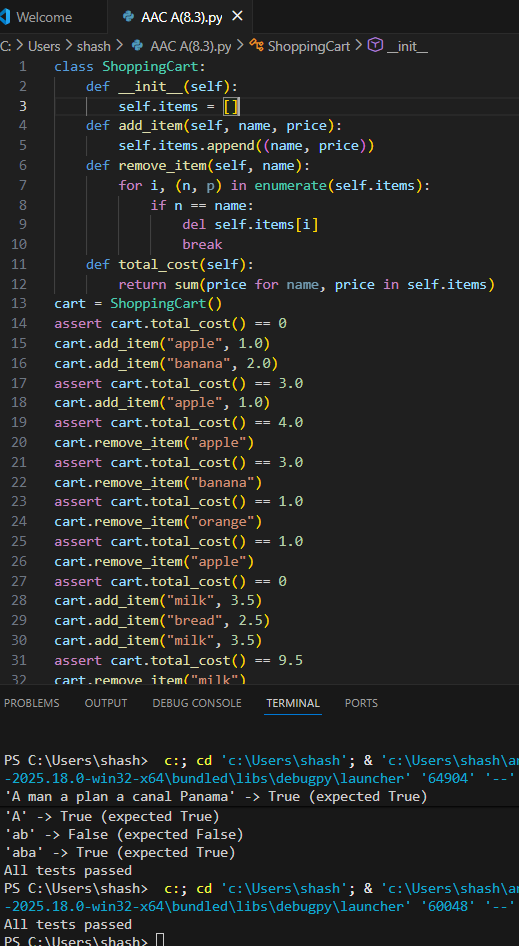 Welcome
AAC A(8.3).py
C: > Users > shash > AAC A(8.3).py > ShoppingCart > __init__
1 class ShoppingCart:
2     def __init__(self):
3         self.items = []
4     def add_item(self, name, price):
5         self.items.append((name, price))
6     def remove_item(self, name):
7         for i, (n, p) in enumerate(self.items):
8             if n == name:
9                 del self.items[i]
10                 break
11     def total_cost(self):
12         return sum(price for name, price in self.items)
13 cart = ShoppingCart()
14 assert cart.total_cost() == 0
15 cart.add_item("apple", 1.0)
16 cart.add_item("banana", 2.0)
17 assert cart.total_cost() == 3.0
18 cart.add_item("apple", 1.0)
19 assert cart.total_cost() == 4.0
20 cart.remove_item("apple")
21 assert cart.total_cost() == 3.0
22 cart.remove_item("banana")
23 assert cart.total_cost() == 1.0
24 cart.remove_item("orange")
25 assert cart.total_cost() == 1.0
26 cart.remove_item("apple")
27 assert cart.total_cost() == 0
28 cart.add_item("milk", 3.5)
29 cart.add_item("bread", 2.5)
30 cart.add_item("milk", 3.5)
31 assert cart.total_cost() == 9.5
32 cart.remove_item("milk")
PROBLEMS OUTPUT DEBUG CONSOLE TERMINAL PORTS
PS C:\Users\shash>  c:; cd 'c:\Users\shash'; & 'c:\Users\shash\an
-2025.18.0-win32-x64\bundled\libs\debugpy\launcher' '64904' '--'
'A man a plan a canal Panama' -> True (expected True)
'A' -> True (expected True)
'ab' -> False (expected False)
'aba' -> True (expected True)
All tests passed
PS C:\Users\shash>  c:; cd 'c:\Users\shash'; & 'c:\Users\shash\an
-2025.18.0-win32-x64\bundled\libs\debugpy\launcher' '60048' '--'
All tests passed
PS C:\Users\shash>